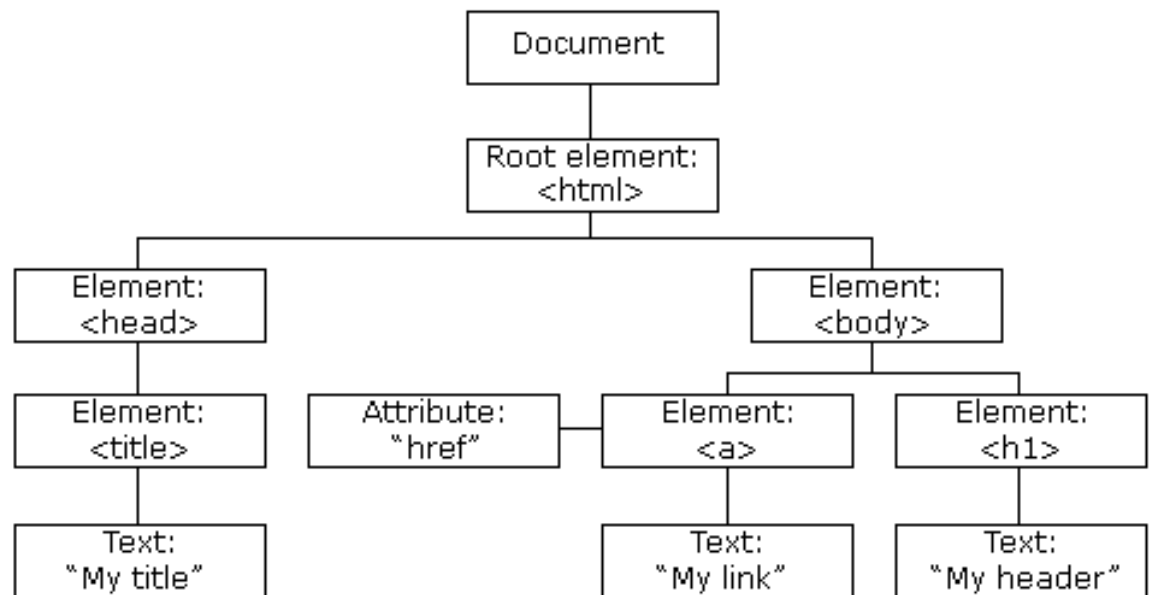 Document
Root element:
<html>
Element:
<head>
Element:
<body>
Element:
<title>
Attribute:
“href”
Element:
<a>
Element:
<h1>
Text:
“My title”
Text:
“My link”
Text:
“My header”